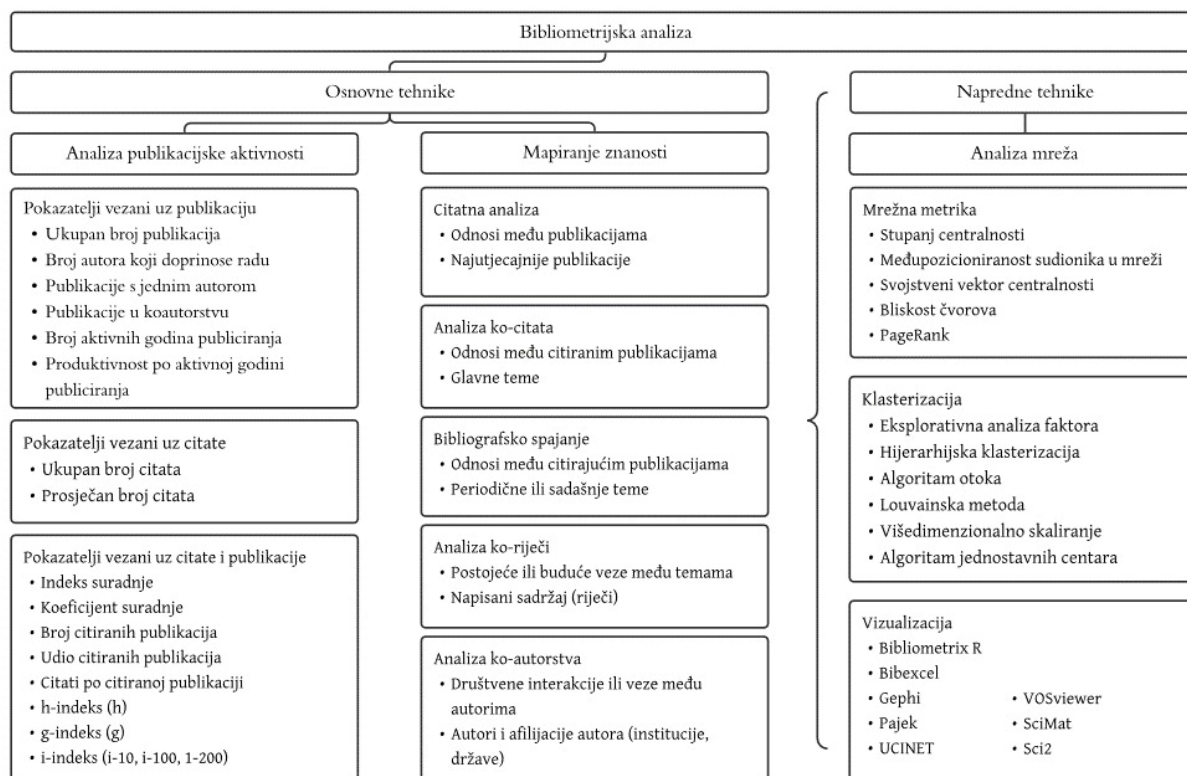 Bibliometrijska analiza
Osnovne tehnike
Analiza publikacijske aktivnosti
Pokazatelji vezani uz publikaciju
• Ukupan broj publikacija
• Broj autora koji doprinose radu
• Publikacije s jednim autorom
• Publikacije u koautorstvu
• Broj aktivnih godina publiciranja
• Produktivnost po aktivnoj godini
publiciranja
Pokazatelji vezani uz citate
• Ukupan broj citata
• Prosječan broj citata
Pokazatelji vezani uz citate i publikacije
• Indeks suradnje
• Koeficijent suradnje
• Broj citiranih publikacija
• Udio citiranih publikacija
• Citati po citiranoj publikaciji
• h-indeks (h)
• g-indeks (g)
• i-indeks (i-10, i-100, 1-200)
Mapiranje znanosti
Citatna analiza
• Odnosi među publikacijama
• Najutjecajnije publikacije
Analiza ko-citata
• Odnosi među citiranim publikacijama
• Glavne teme
Bibliografsko spajanje
• Odnosi među citirajućim publikacijama
• Periodične ili sadašnje teme
Analiza ko-riječi
• Postojeće ili buduće veze među temama
• Napisani sadržaj (riječi)
Analiza ko-autorstva
• Društvene interakcije ili veze među
autorima
• Autori i afilijacije autora (institucije,
države)
Napredne tehnike
Analiza mreža
Mrežna metrika
• Stupanj centralnosti
• Međupozicioniranost sudionika u mreži
• Svojstveni vektor centralnosti
• Bliskost čvorova
• PageRank
Klasterizacija
• Eksplorativna analiza faktora
• Hijerarhijska klasterizacija
• Algoritam otoka
• Louvainska metoda
• Višedimenzionalno skaliranje
• Algoritam jednostavnih centara
Vizualizacija
• Bibliometrix R
• Bibexcel
• Gephi
• Pajek
• UCINET
• VOSviewer
• SciMat
• Sci2